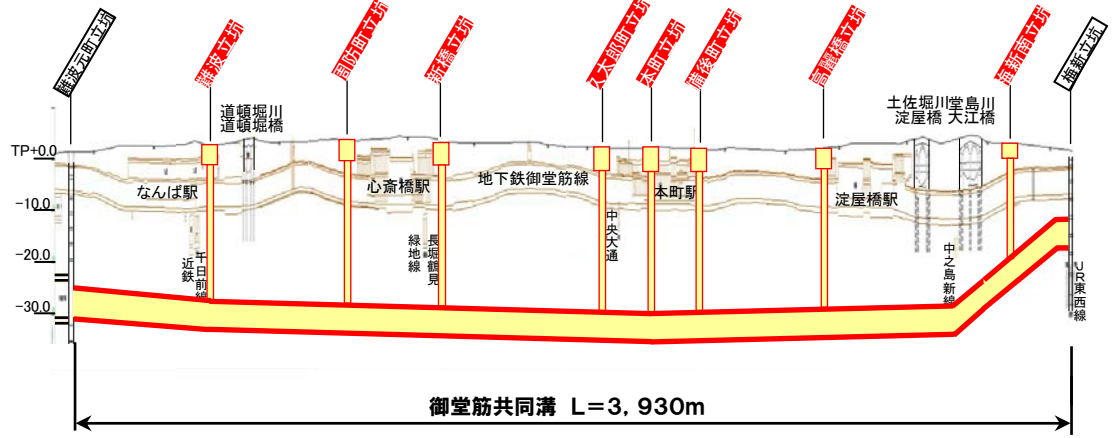 難波元町立坑
難波立坑
周防町立坑
新橋立坑
久太郎町立坑
本町立坑
備後町立坑
高麗橋立坑
梅新南立坑
梅新立坑
道頓堀川
道頓堀橋
土佐堀川
淀屋橋
堂島川
大江橋
TP+0.0
-10.0
-20.0
-30.0
なんば駅
心斎橋駅
地下鉄御堂筋線
本町駅
淀屋橋駅
近鉄
千日前線
長堀鶴見
緑地線
中央大通
中之島新線
JR東西線
御堂筋共同溝 L=3,930m